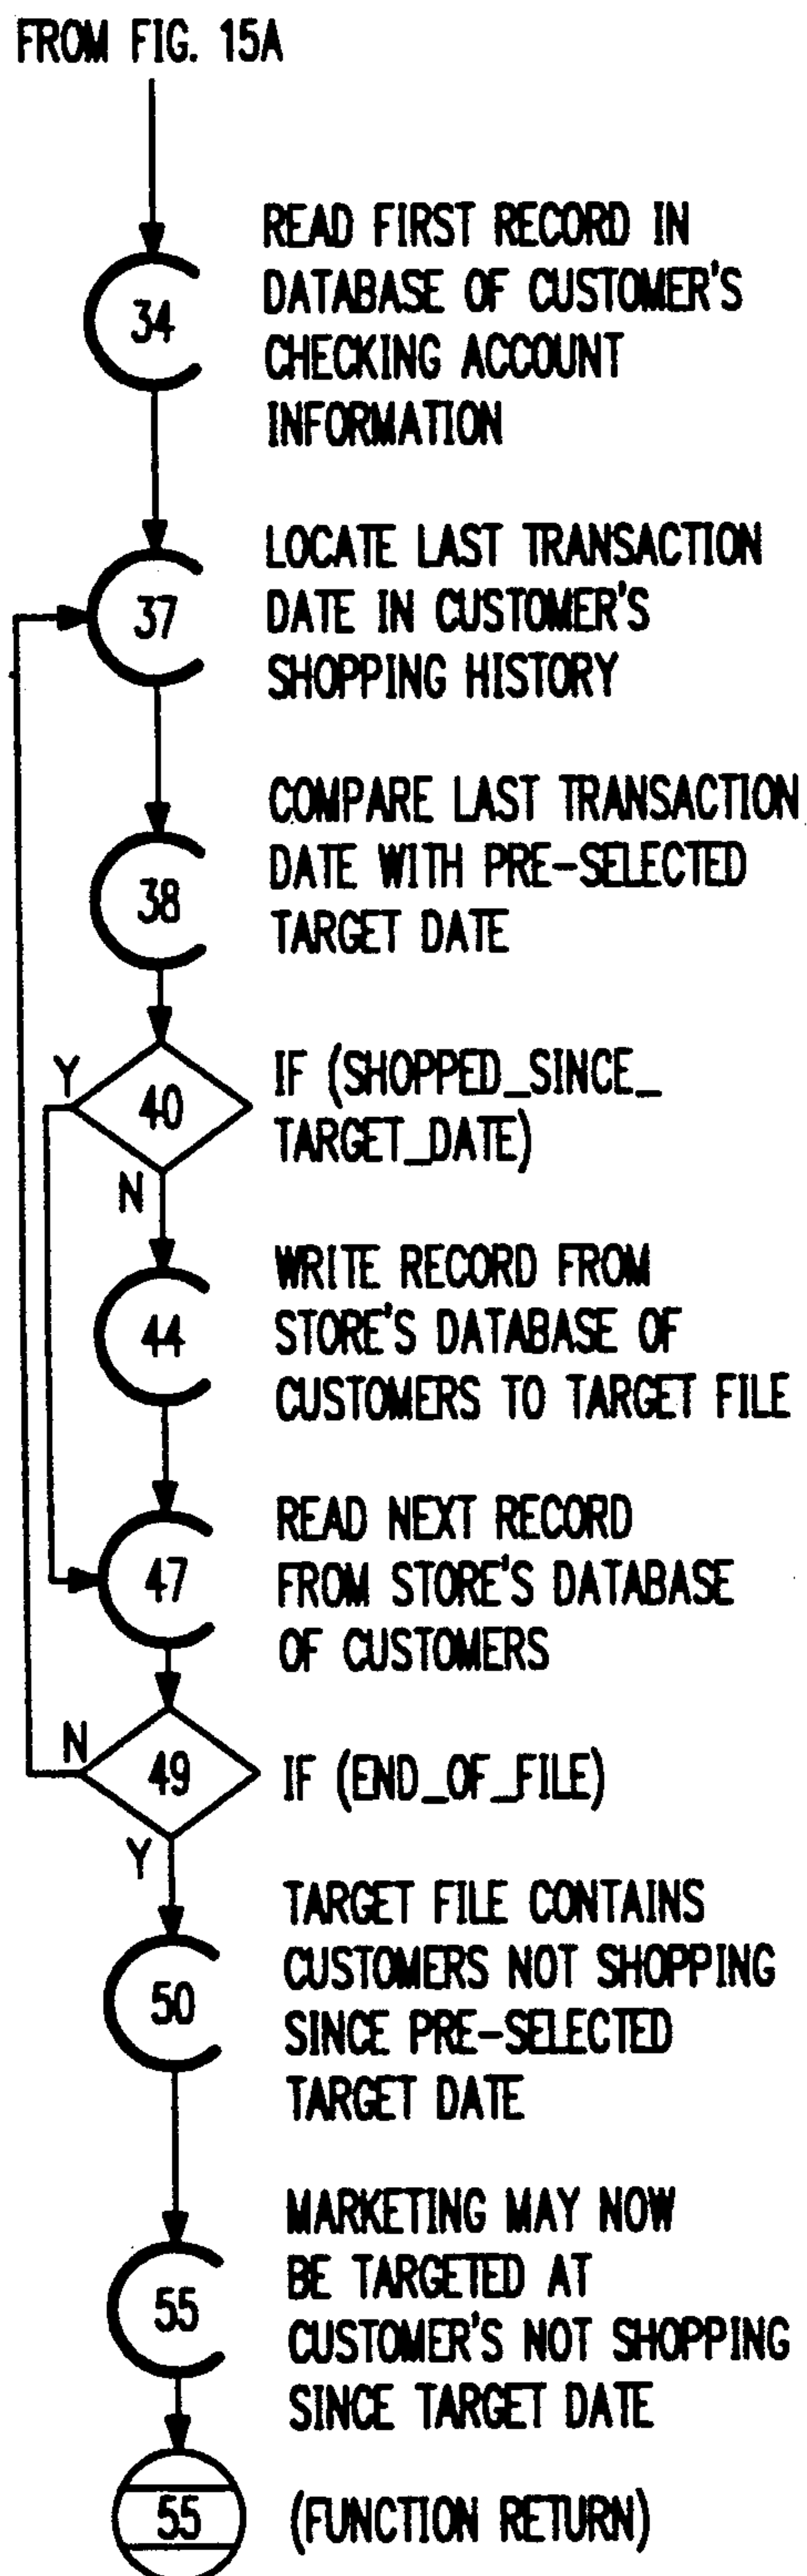 FROM FIG. 15A
34
READ FIRST RECORD IN
DATABASE OF CUSTOMER'S
CHECKING ACCOUNT
INFORMATION
37
LOCATE LAST TRANSACTION
DATE IN CUSTOMER'S
SHOPPING HISTORY
38
COMPARE LAST TRANSACTION
DATE WITH PRE-SELECTED
TARGET DATE
Y
40
N
IF (SHOPPED_SINCE_
TARGET_DATE)
44
WRITE RECORD FROM
STORE'S DATABASE OF
CUSTOMERS TO TARGET FILE
47
READ NEXT RECORD
FROM STORE'S DATABASE
OF CUSTOMERS
N
49
Y
IF (END_OF_FILE)
50
TARGET FILE CONTAINS
CUSTOMERS NOT SHOPPING
SINCE PRE-SELECTED
TARGET DATE
55
MARKETING MAY NOW
BE TARGETED AT
CUSTOMER'S NOT SHOPPING
SINCE TARGET DATE
55
(FUNCTION RETURN)